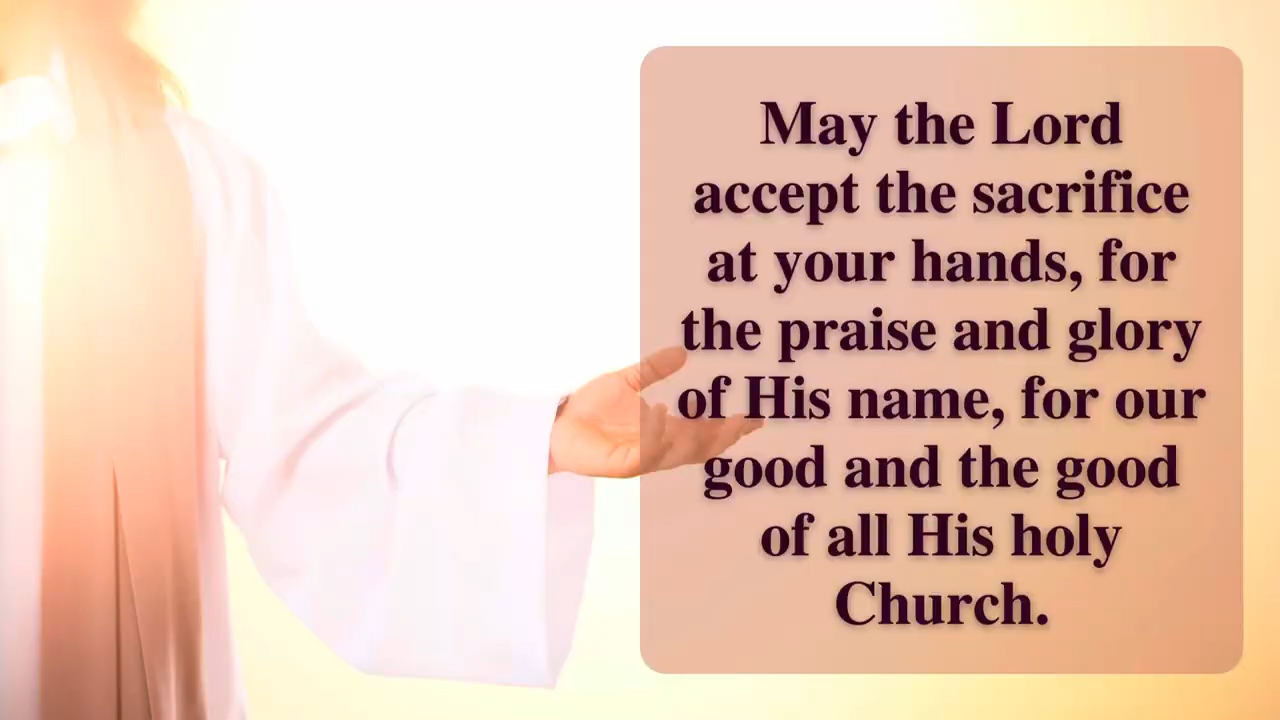 May the Lord
accept the sacrifice
at your hands, for
the praise and glory
of His name, for our
good and the good
of all His holy
Church.